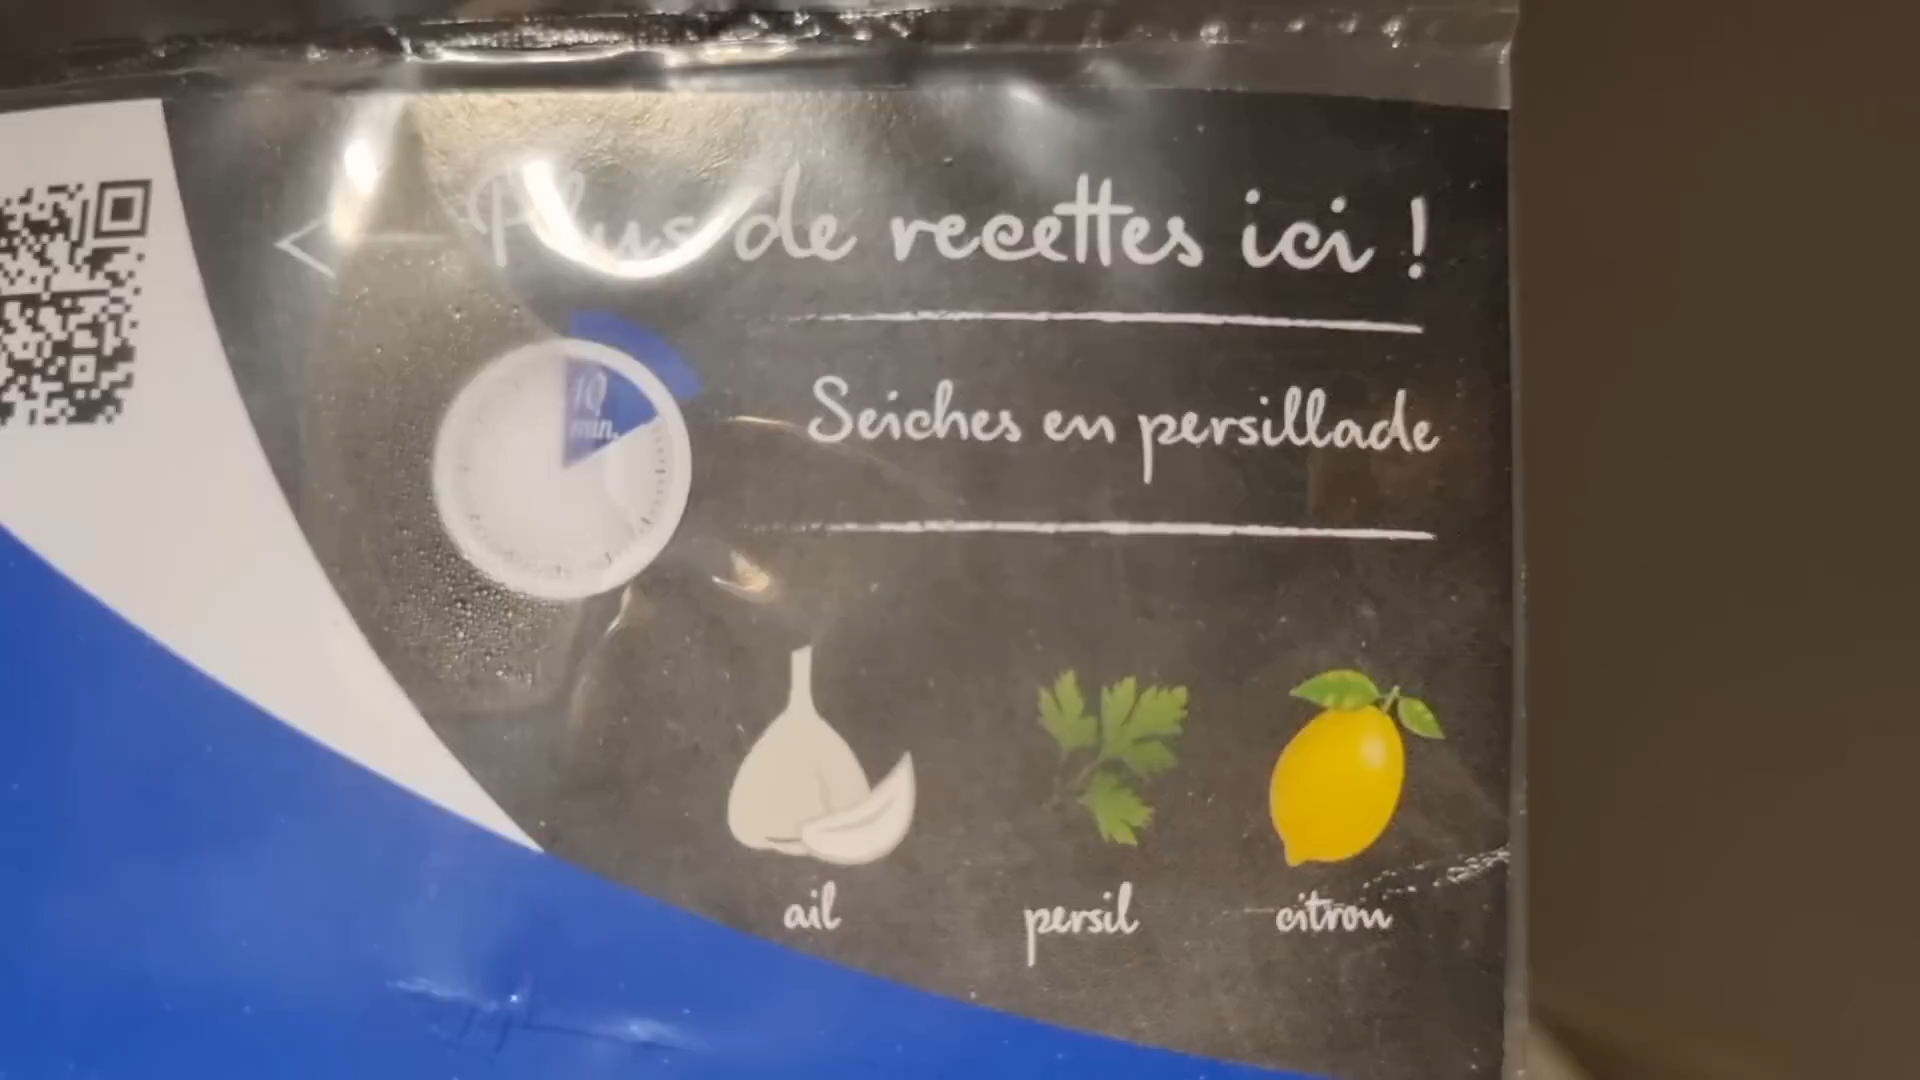 Plus de recettes ici !
10
min.
Seiches en persillade
ail
persil
citron